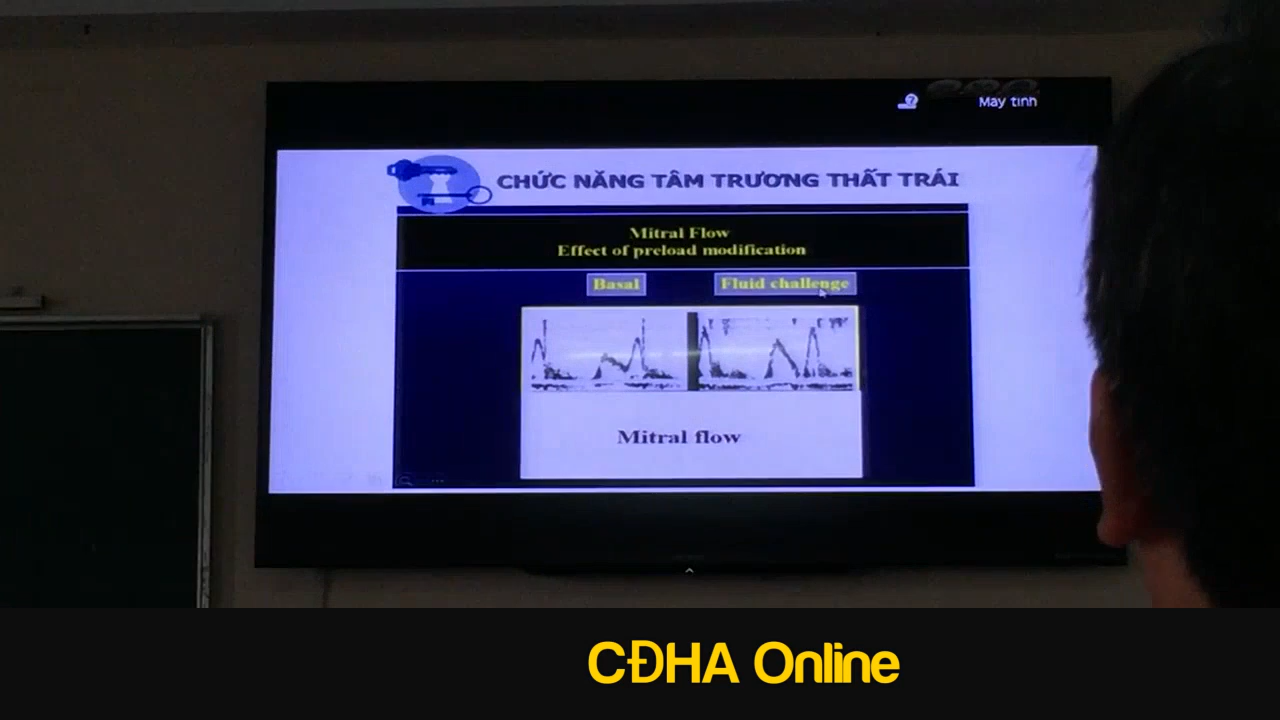 Máy tính
CHỨC NĂNG TÂM TRƯƠNG THẤT TRÁI
Mitral Flow
Effect of preload modification
Basal
Fluid challenge
Mitral flow
CĐHA Online